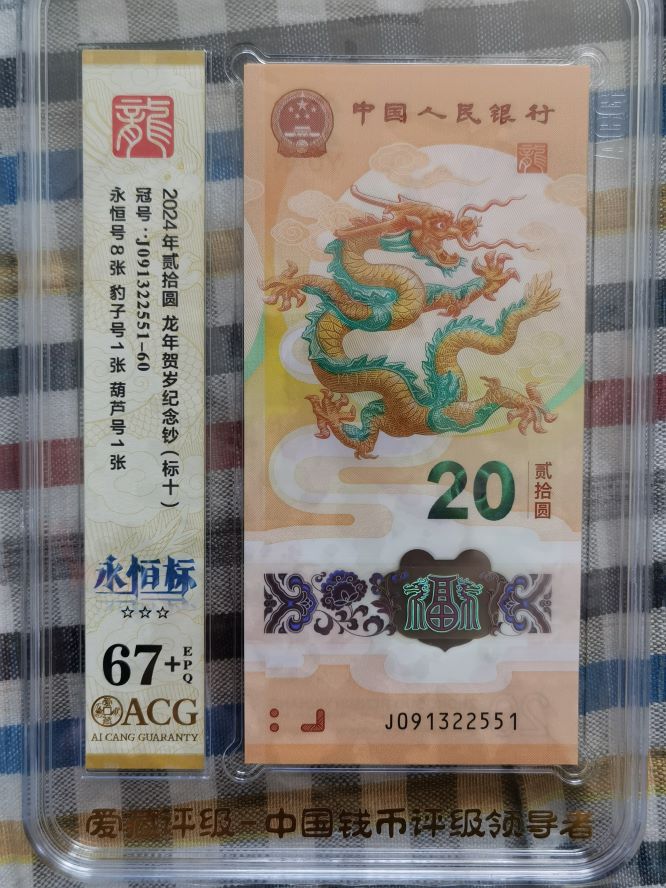 龍
2024年贰拾圆 龙年贺岁纪念钞（标十）
冠号：J091322551-60
永恒号8张 豹子号1张 葫芦号1张
永恒标
☆☆☆
67+ EPQ
ACG
AI CANG GUARANTY
中国人民银行
龍
20
贰拾圆
福
J091322551
爱藏评级-中国钱币评级领导者